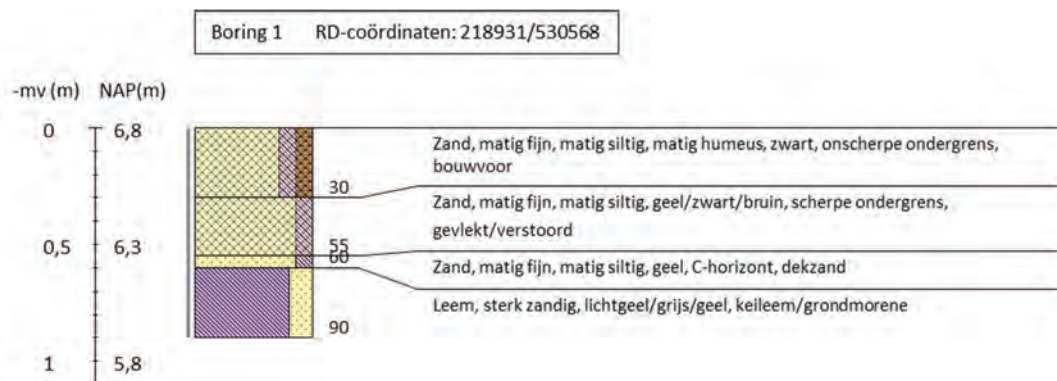 Boring 1 RD-coördinaten: 218931/530568
-mv (m) NAP(m)
0 6,8
Zand, matig fijn, matig siltig, matig humeus, zwart, onscherpe ondergrens,
bouwvoor
30
Zand, matig fijn, matig siltig, geel/zwart/bruin, scherpe ondergrens,
gevlekt/verstoord
0,5 6,3
55
60
Zand, matig fijn, matig siltig, geel, C-horizont, dekzand
Leem, sterk zandig, lichtgeel/grijs/geel, keileem/grondmorene
90
1 5,8